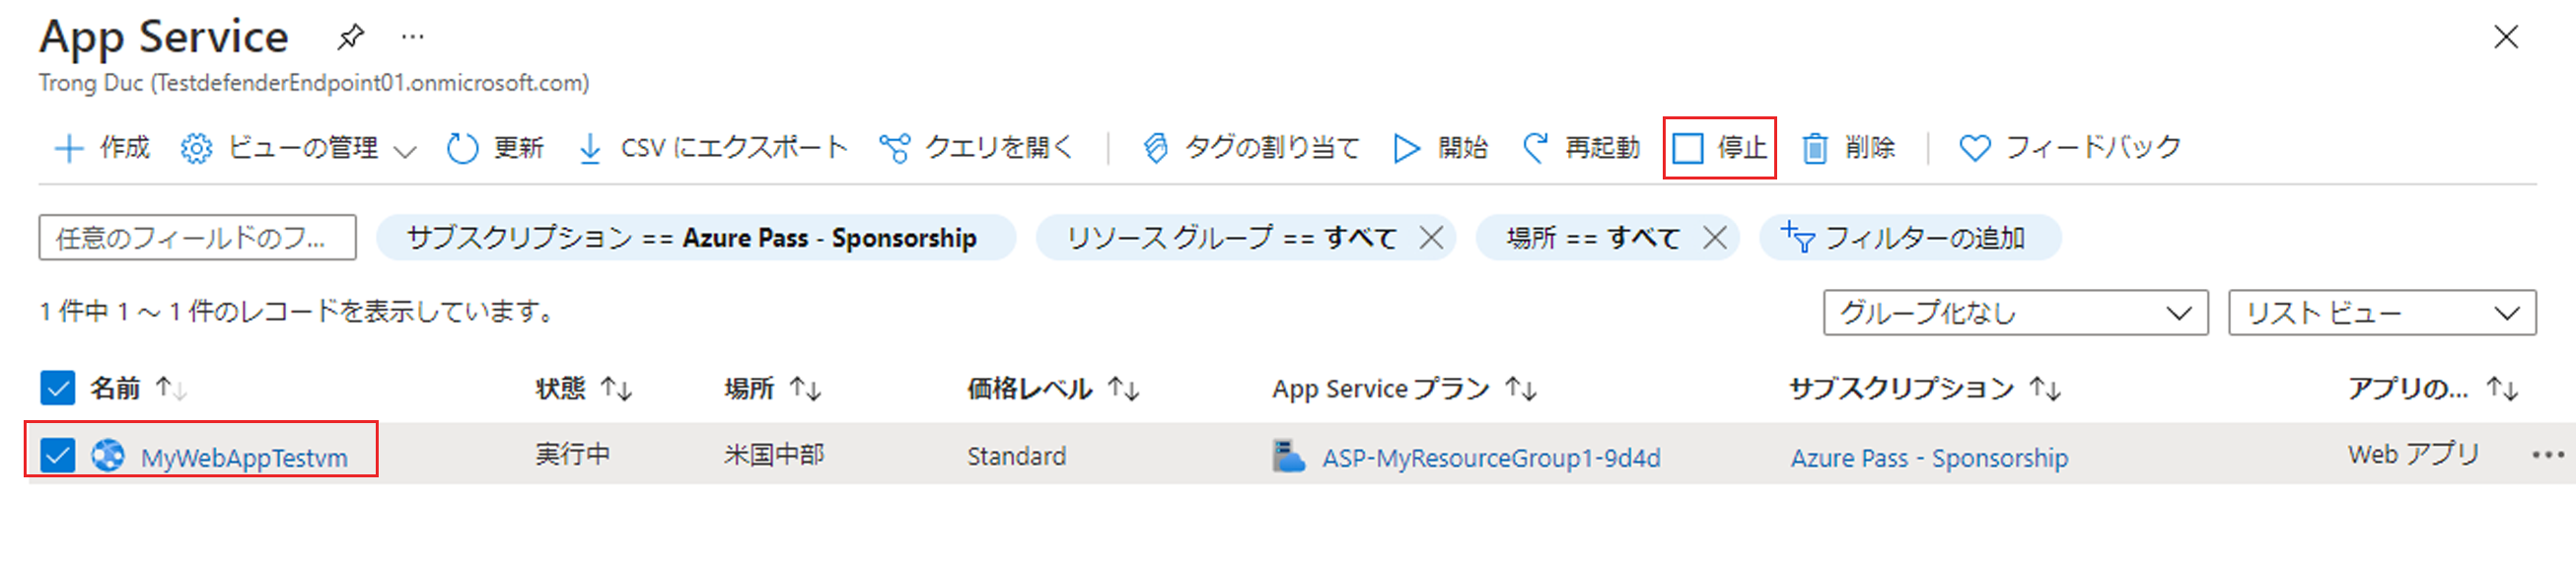 App Service
Trong Duc (TestdefenderEndpoint01.onmicrosoft.com)
作成 ビューの管理 更新 CSV にエクスポート クエリを開く タグの割り当て 開始 再起動 停止 削除 フィードバック
任意のフィールドのフ... サブスクリプション == Azure Pass - Sponsorship リソース グループ == すべて 場所 == すべて フィルターの追加
1 件中 1 ～ 1 件のレコードを表示しています。 グループ化なし リスト ビュー
名前 状態 場所 価格レベル App Service プラン サブスクリプション アプリの...
MyWebAppTestvm 実行中 米国中部 Standard ASP-MyResourceGroup1-9d4d Azure Pass - Sponsorship Web アプリ